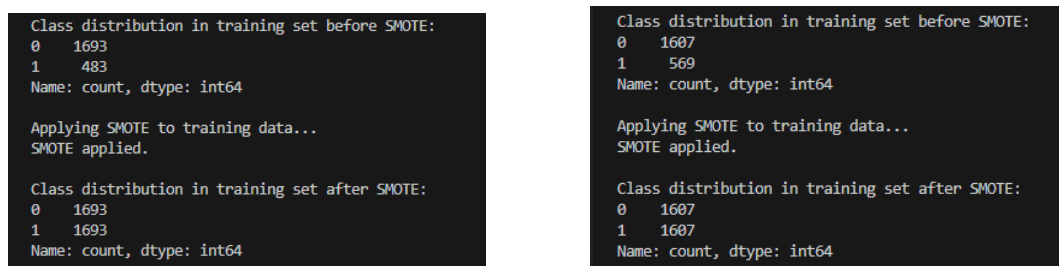 Class distribution in training set before SMOTE:
0    1693
1     483
Name: count, dtype: int64
Applying SMOTE to training data...
SMOTE applied.
Class distribution in training set after SMOTE:
0    1693
1    1693
Name: count, dtype: int64
Class distribution in training set before SMOTE:
0    1607
1     569
Name: count, dtype: int64
Applying SMOTE to training data...
SMOTE applied.
Class distribution in training set after SMOTE:
0    1607
1    1607
Name: count, dtype: int64